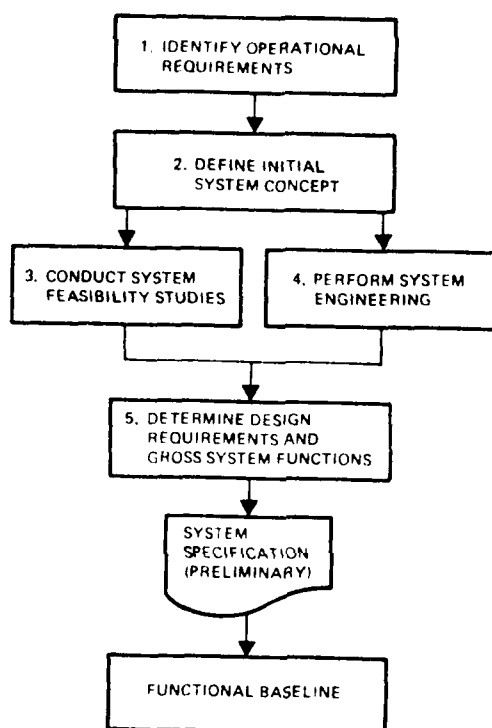 1. IDENTIFY OPERATIONAL
REQUIREMENTS
2. DEFINE INITIAL
SYSTEM CONCEPT
3. CONDUCT SYSTEM
FEASIBILITY STUDIES
4. PERFORM SYSTEM
ENGINEERING
5. DETERMINE DESIGN
REQUIREMENTS AND
GROSS SYSTEM FUNCTIONS
SYSTEM
SPECIFICATION
(PRELIMINARY)
FUNCTIONAL BASELINE